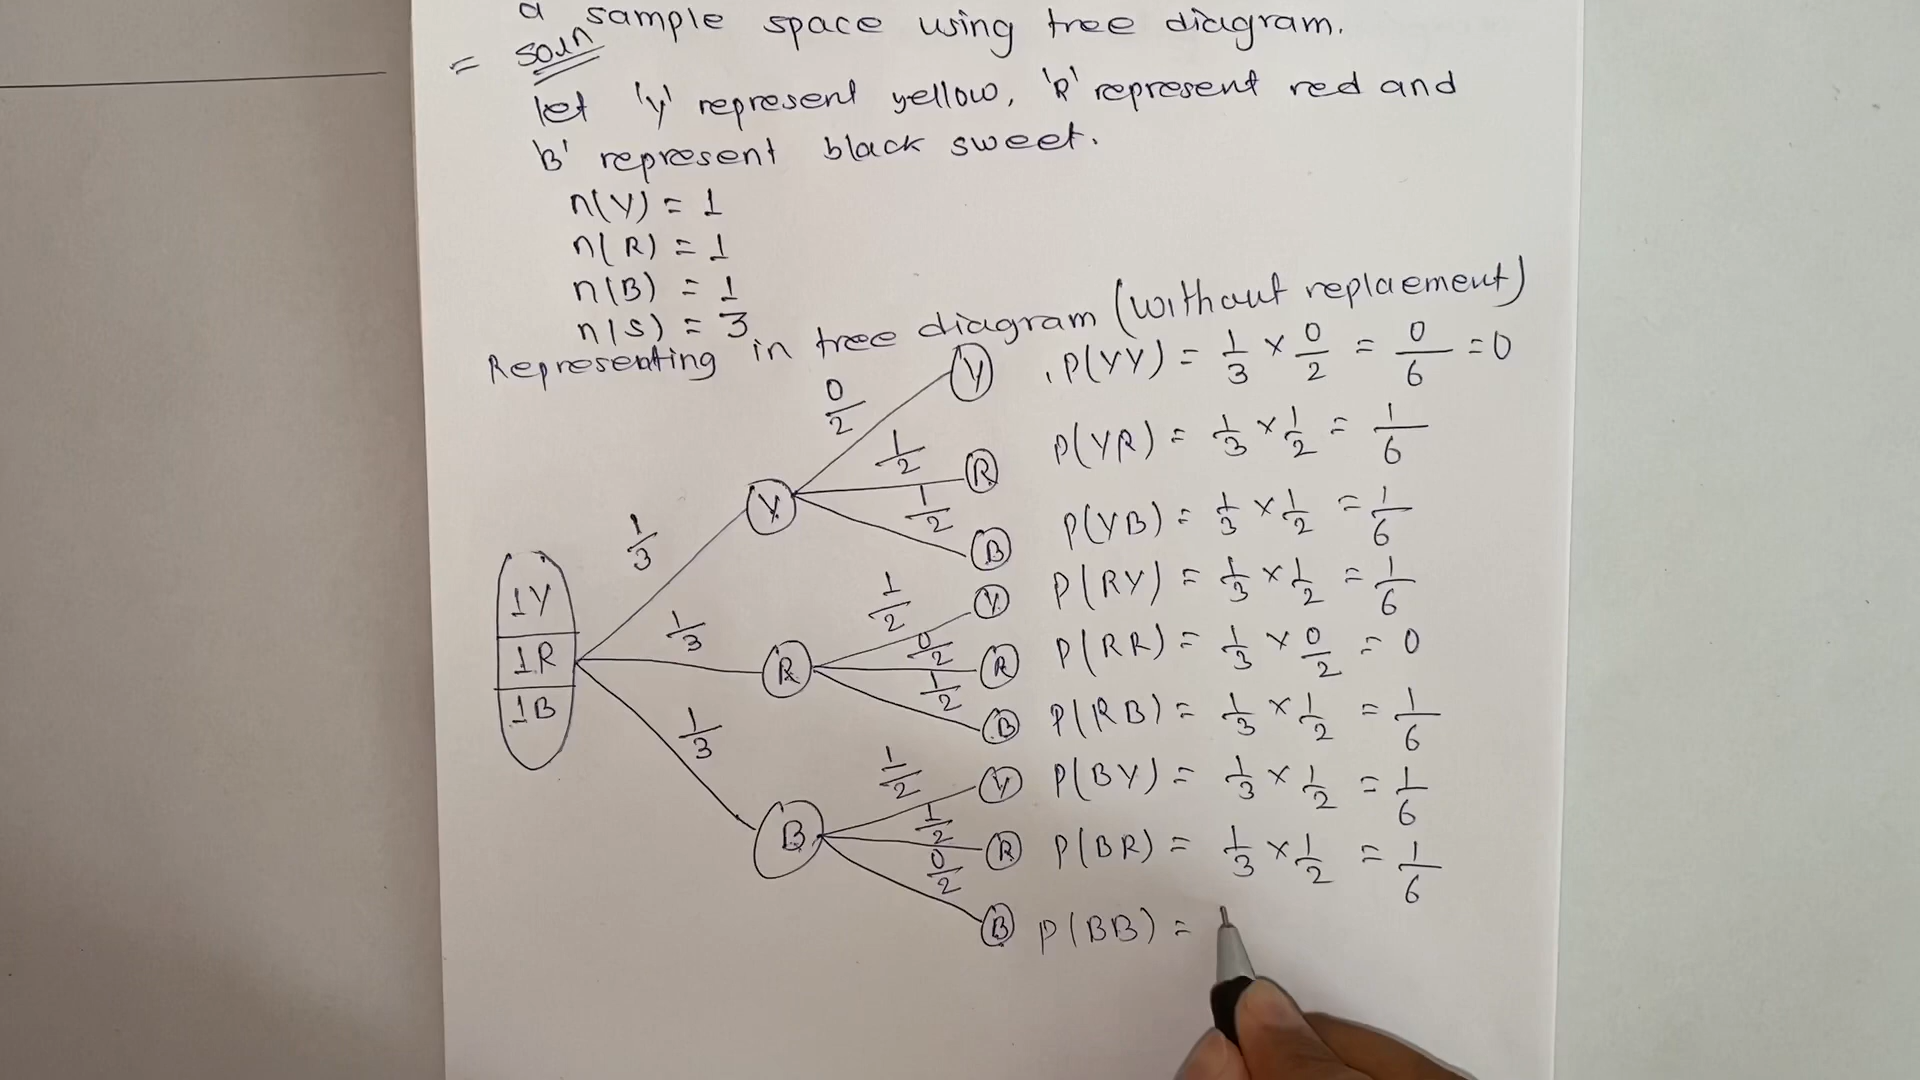 a sample space using tree diagram.
= soln
let 'Y' represent yellow, 'R' represent red and
'B' represent black sweet.
n(Y) = 1
n(R) = 1
n(B) = 1
n(S) = 3
Representing in tree diagram (without replaement)
0/2 Y P(YY) = 1/3 × 0/2 = 0/6 = 0
1/2 R P(YR) = 1/3 × 1/2 = 1/6
1/3 Y 1/2 B P(YB) = 1/3 × 1/2 = 1/6
1Y 1/2 Y P(RY) = 1/3 × 1/2 = 1/6
1R 1/3 R 0/2 R P(RR) = 1/3 × 0/2 = 0
1B 1/2 B P(RB) = 1/3 × 1/2 = 1/6
1/3 1/2 Y P(BY) = 1/3 × 1/2 = 1/6
B 1/2 R P(BR) = 1/3 × 1/2 = 1/6
0/2 B P(BB) =